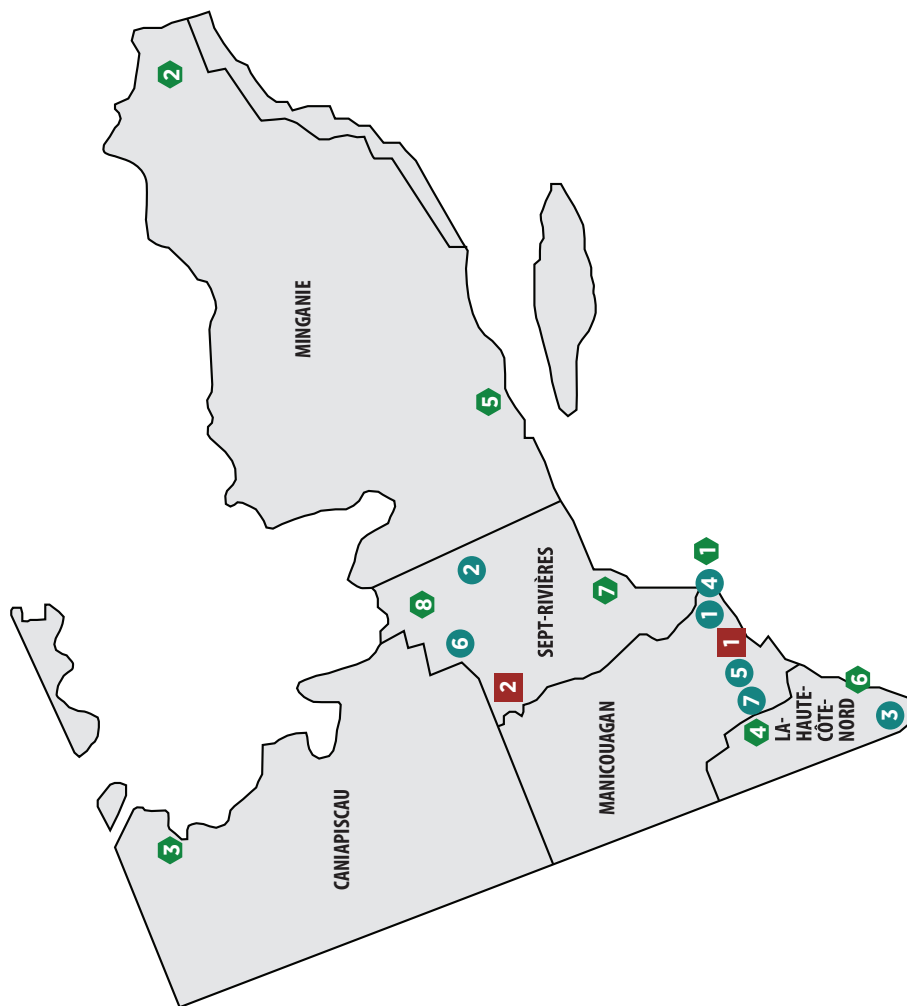 2
MINGANIE
5
8
2
6
SEPT-RIVIÈRES
7
2
1
4
1
1
5
7
4
6
3
MANICOUAGAN
LA-
HAUTE-
CÔTE-
NORD
CANIAPISCAU
3